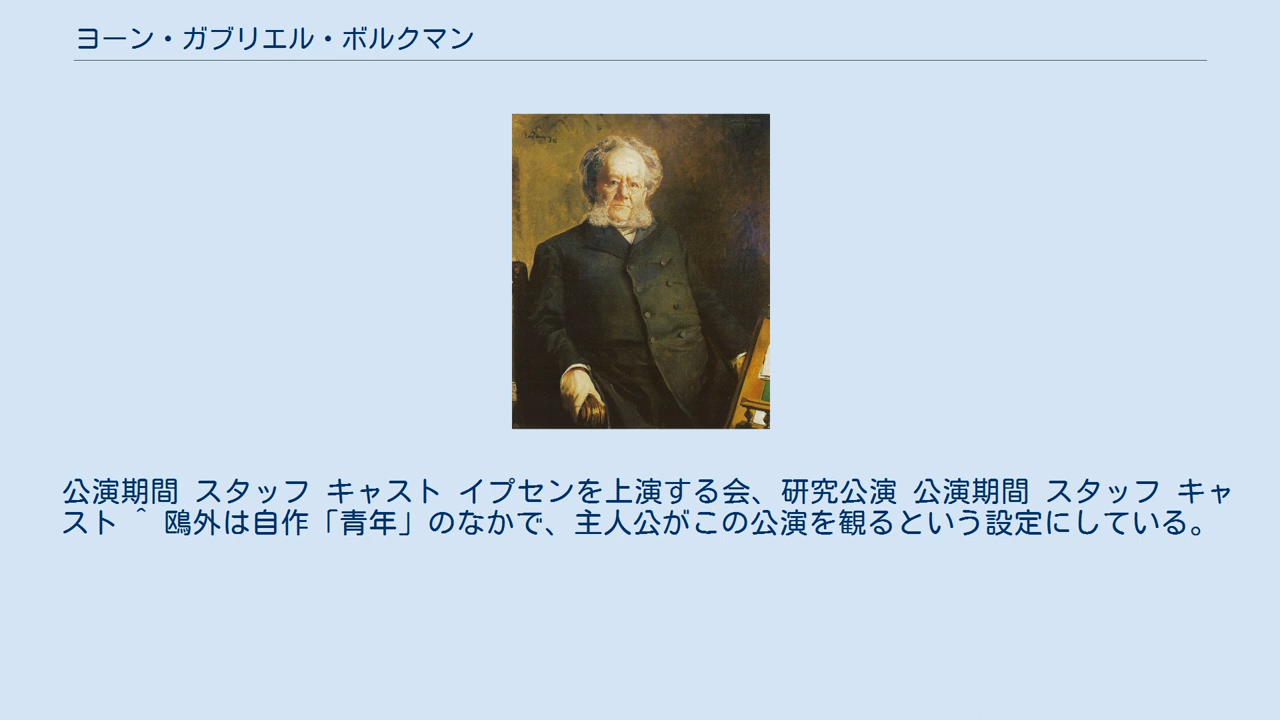 ヨーン・ガブリエル・ボルクマン
公演期間 スタッフ キャスト イプセンを上演する会、研究公演 公演期間 スタッフ キャ
スト ^ 鴎外は自作「青年」のなかで、主人公がこの公演を観るという設定にしている。